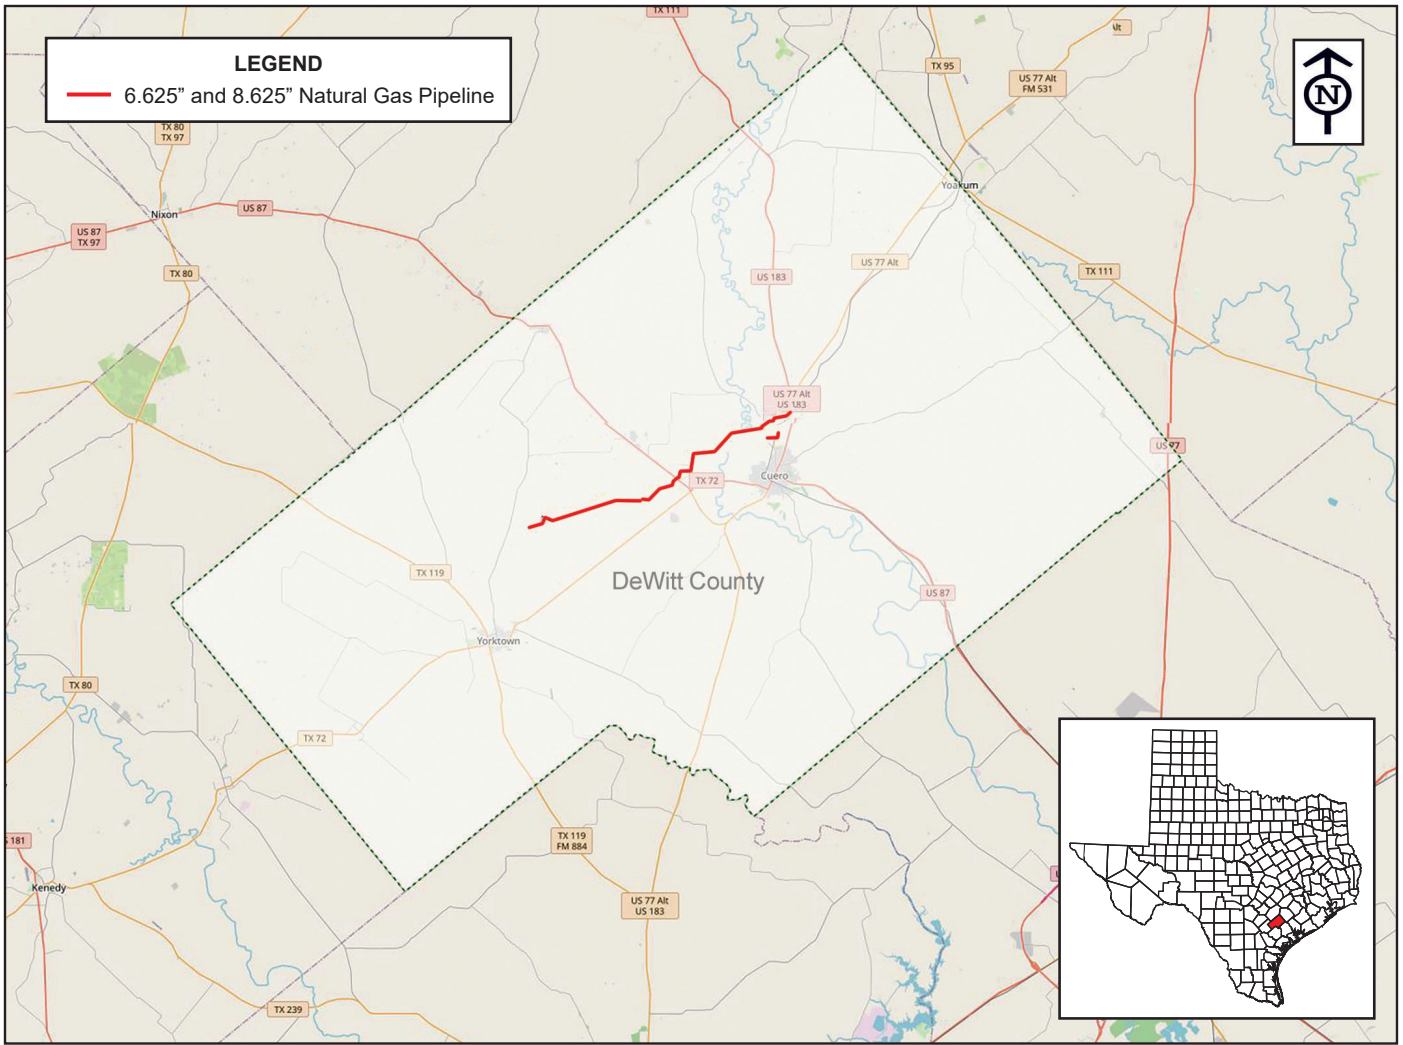 TX 111
Alt
LEGEND
6.625” and 8.625” Natural Gas Pipeline
TX 95
US 77 Alt
FM 531
N
TX 80
TX 97
Yoakum
Nixon
US 87
US 87
TX 97
TX 80
US 183
US 77 Alt
TX 111
US 77 Alt
US 183
US 77
TX 72
Cuero
TX 119
DeWitt County
US 87
Yorktown
TX 80
TX 72
181
TX 119
FM 884
Kenedy
US 77 Alt
US 183
TX 239